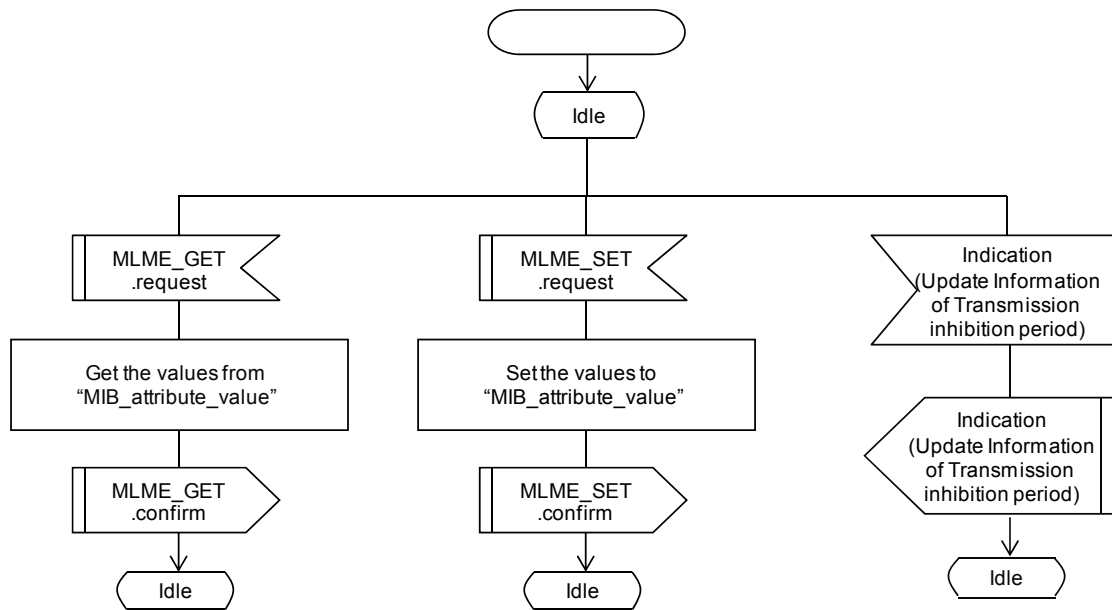 Idle
MLME_GET
.request
MLME_SET
.request
Indication
(Update Information
of Transmission
inhibition period)
Get the values from
“MIB_attribute_value”
Set the values to
“MIB_attribute_value”
Indication
(Update Information
of Transmission
inhibition period)
MLME_GET
.confirm
MLME_SET
.confirm
Idle
Idle
Idle